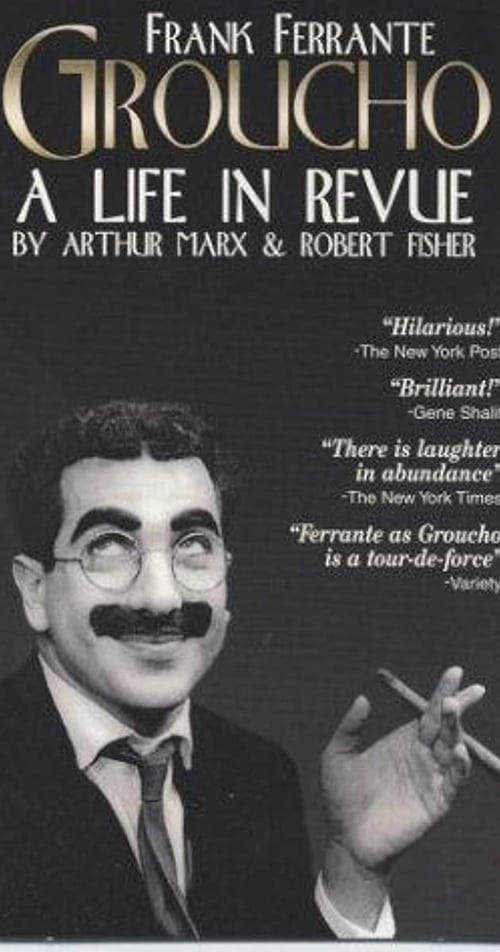 FRANK FERRANTE
GROUCHO
A LIFE IN REVUE
BY ARTHUR MARX & ROBERT FISHER
“Hilarious!”
-The New York Post
“Brilliant!”
-Gene Shalit
“There is laughter
in abundance”
-The New York Times
“Ferrante as Groucho
is a tour-de-force”
-Variety